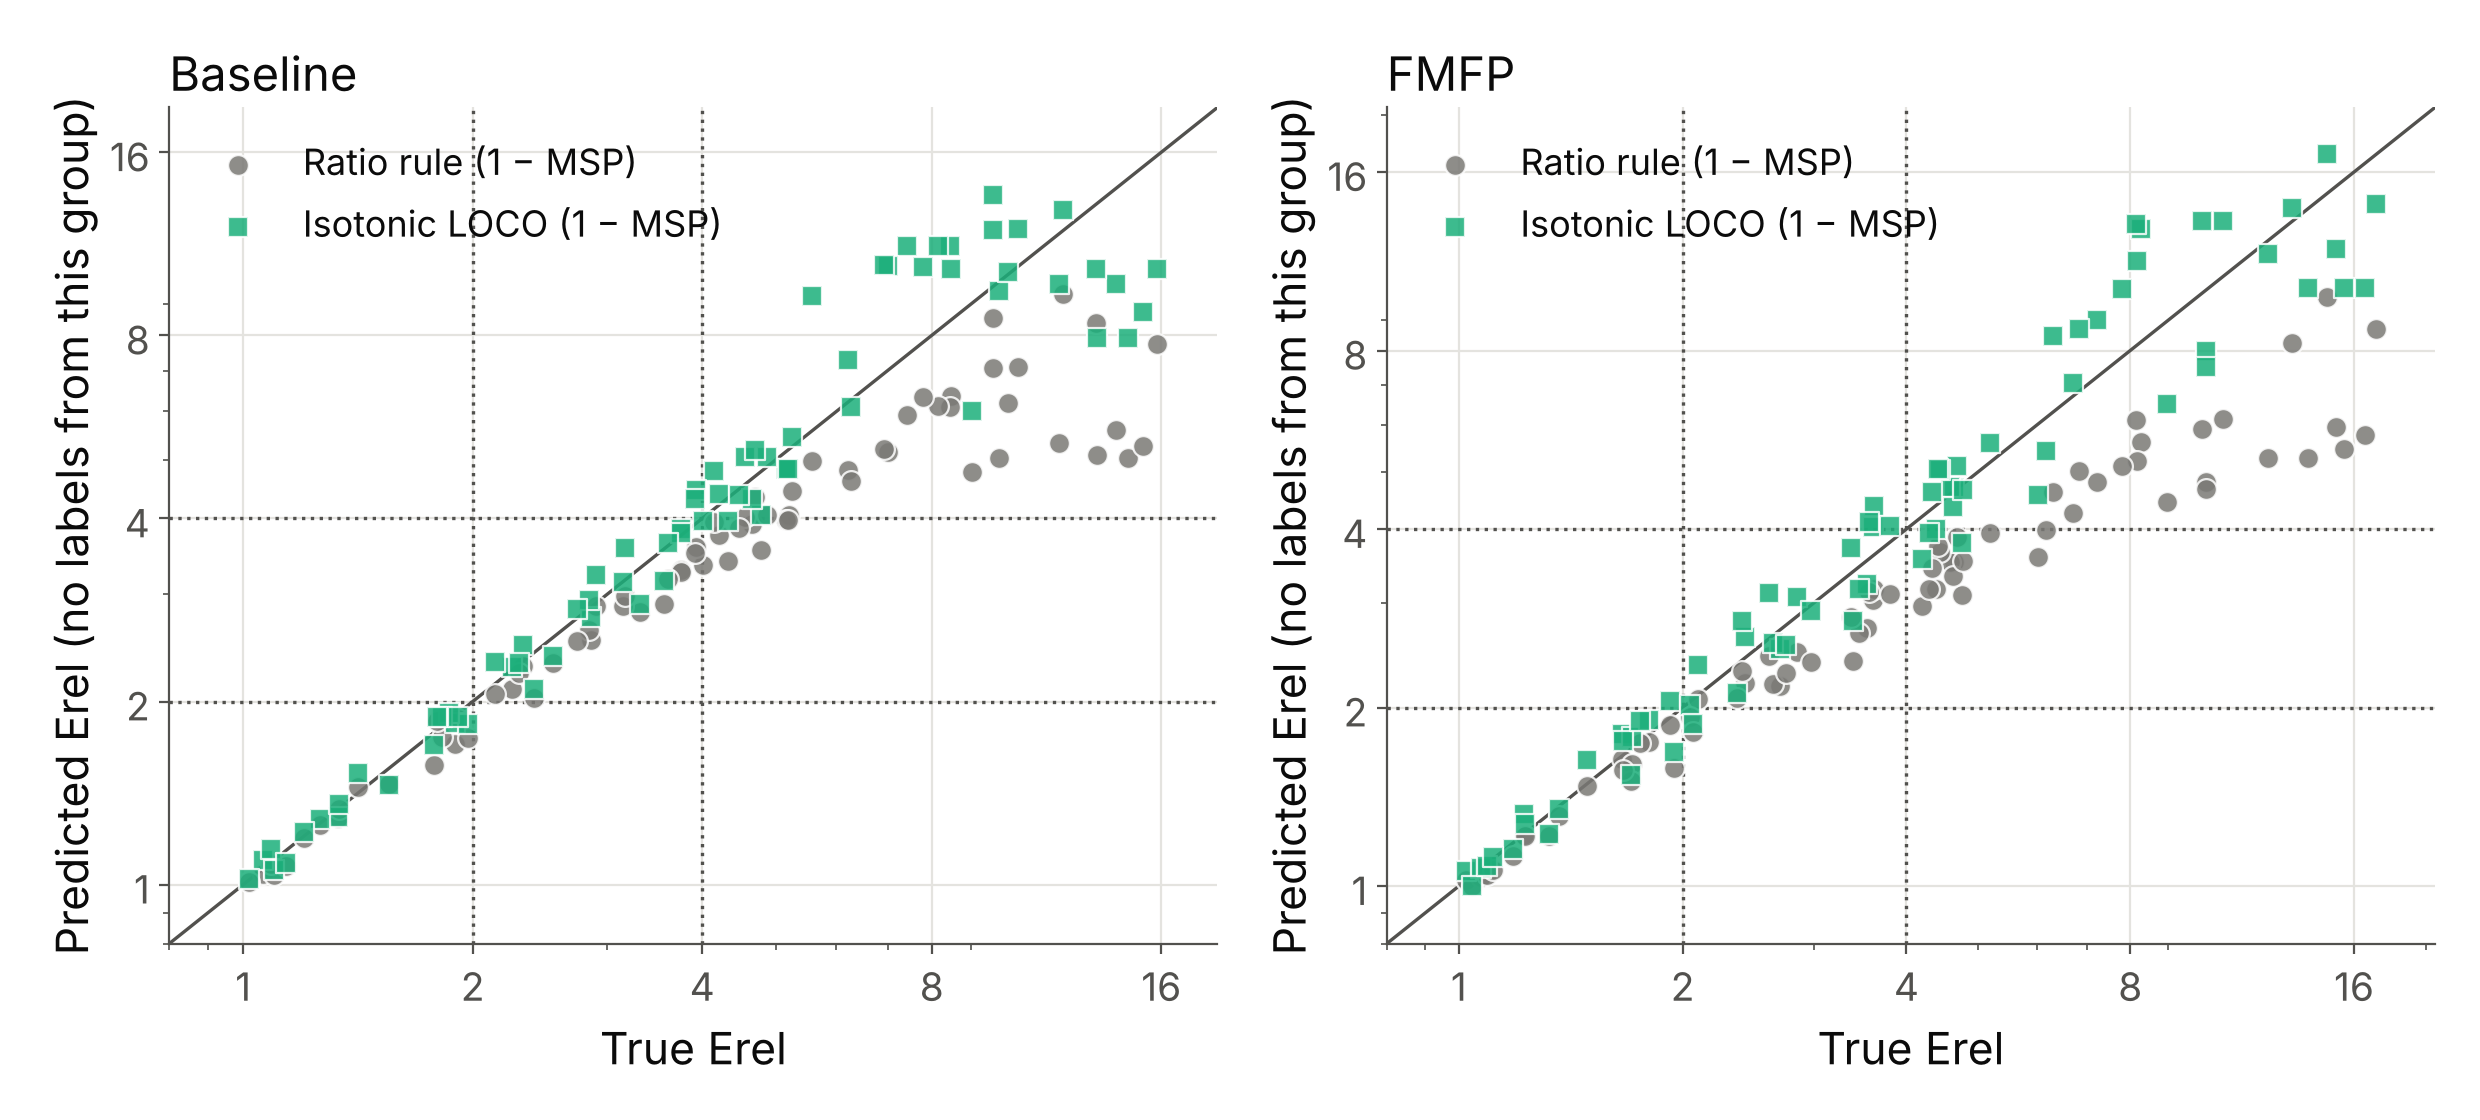 Baseline
Predicted Erel (no labels from this group)
16
8
4
2
1
Ratio rule (1 − MSP)
Isotonic LOCO (1 − MSP)
1 2 4 8 16
True Erel
FMFP
Predicted Erel (no labels from this group)
16
8
4
2
1
Ratio rule (1 − MSP)
Isotonic LOCO (1 − MSP)
1 2 4 8 16
True Erel